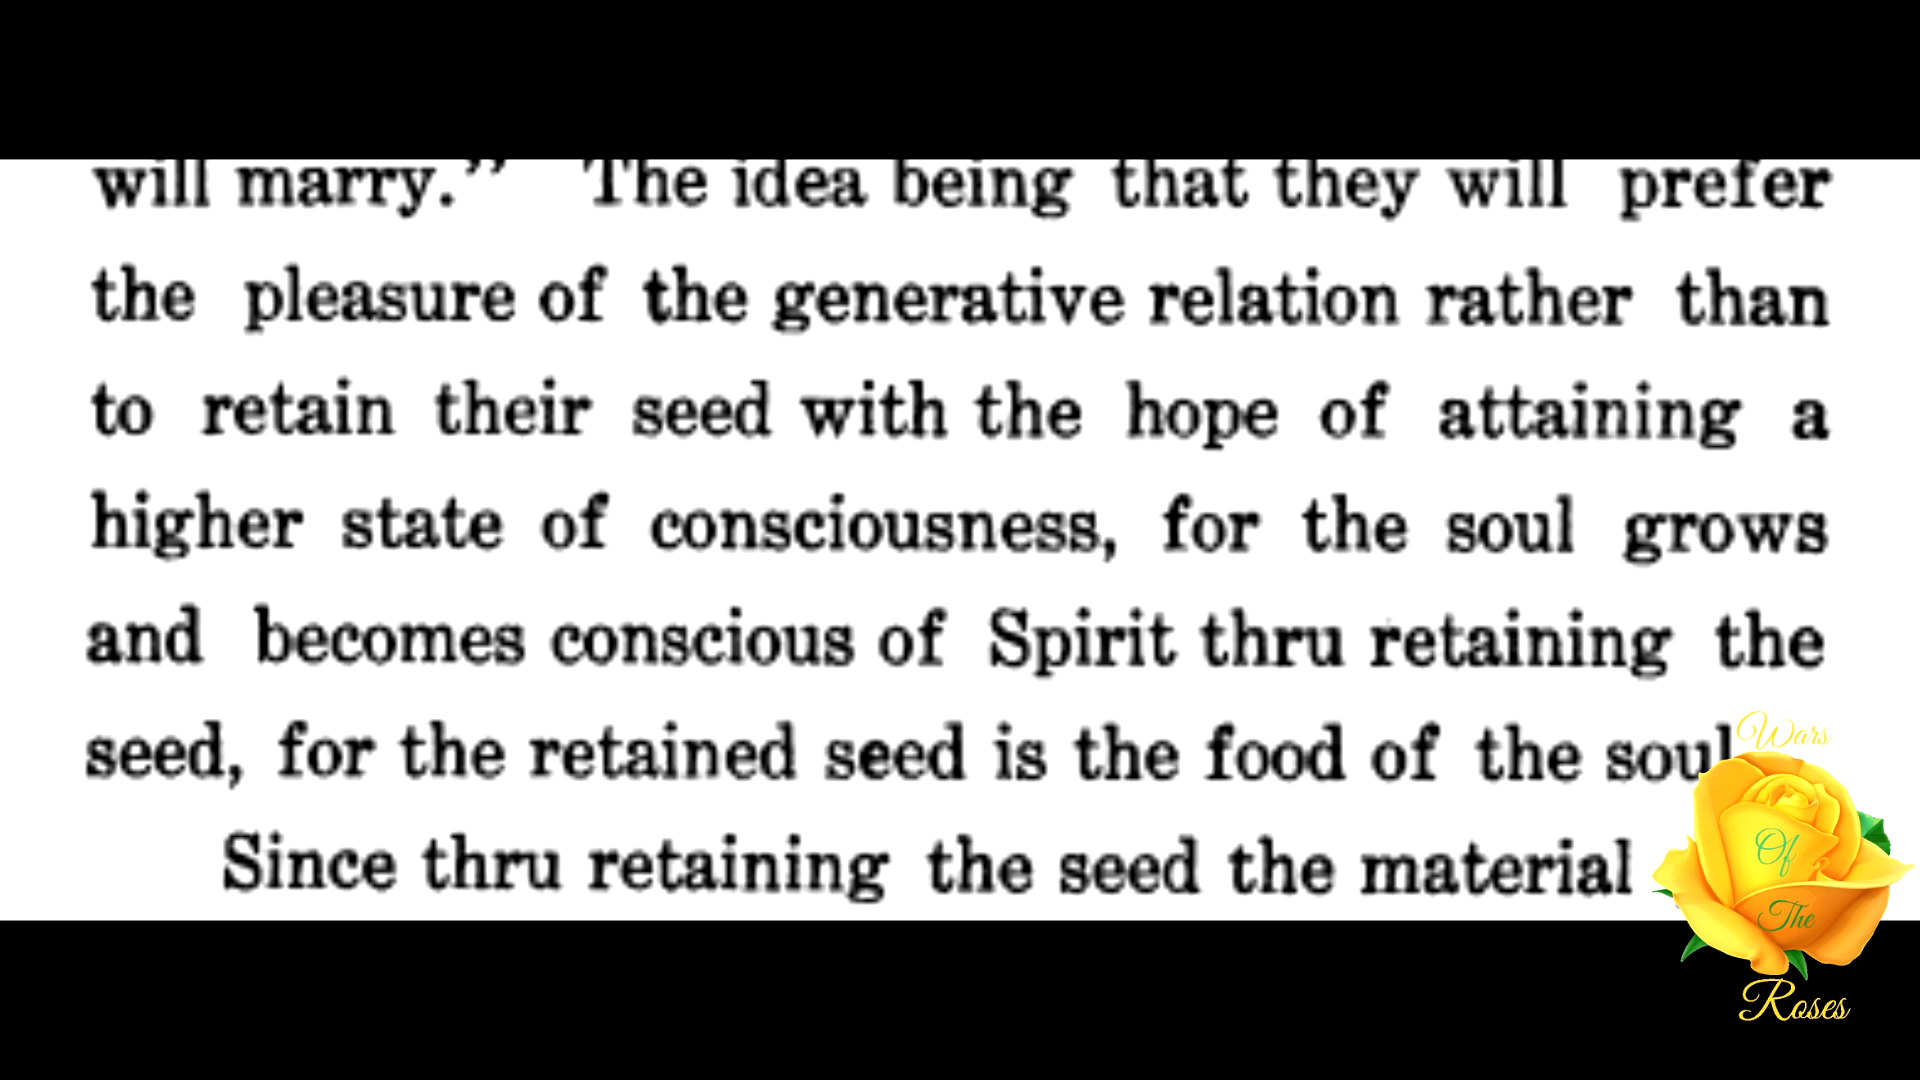 will marry.” The idea being that they will prefer
the pleasure of the generative relation rather than
to retain their seed with the hope of attaining a
higher state of consciousness, for the soul grows
and becomes conscious of Spirit thru retaining the
seed, for the retained seed is the food of the soul
Since thru retaining the seed the material
Wars
Of
The
Roses